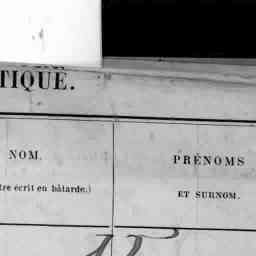 TIQUE.
NOM.
PRÉNOMS
tre écrit en bâtarde.)
ET SURNOM.